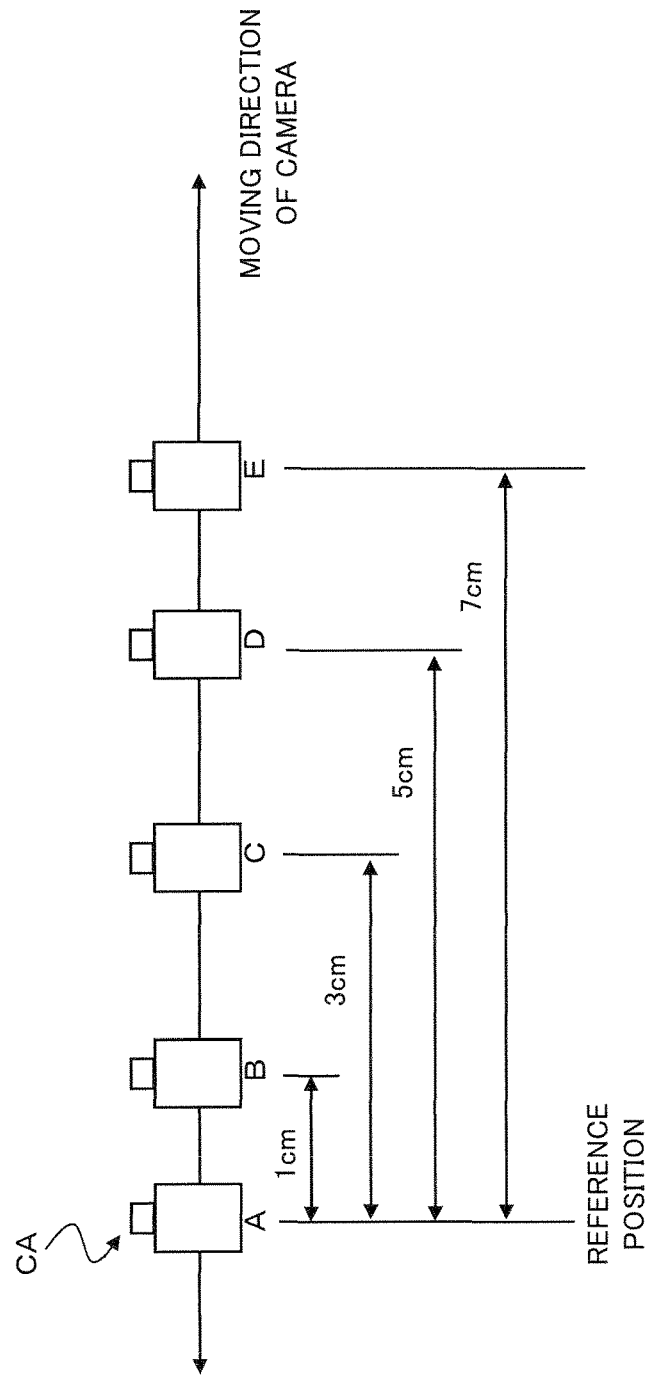 CA
A
B
C
D
E
1cm
3cm
5cm
7cm
REFERENCE
POSITION
MOVING DIRECTION
OF CAMERA